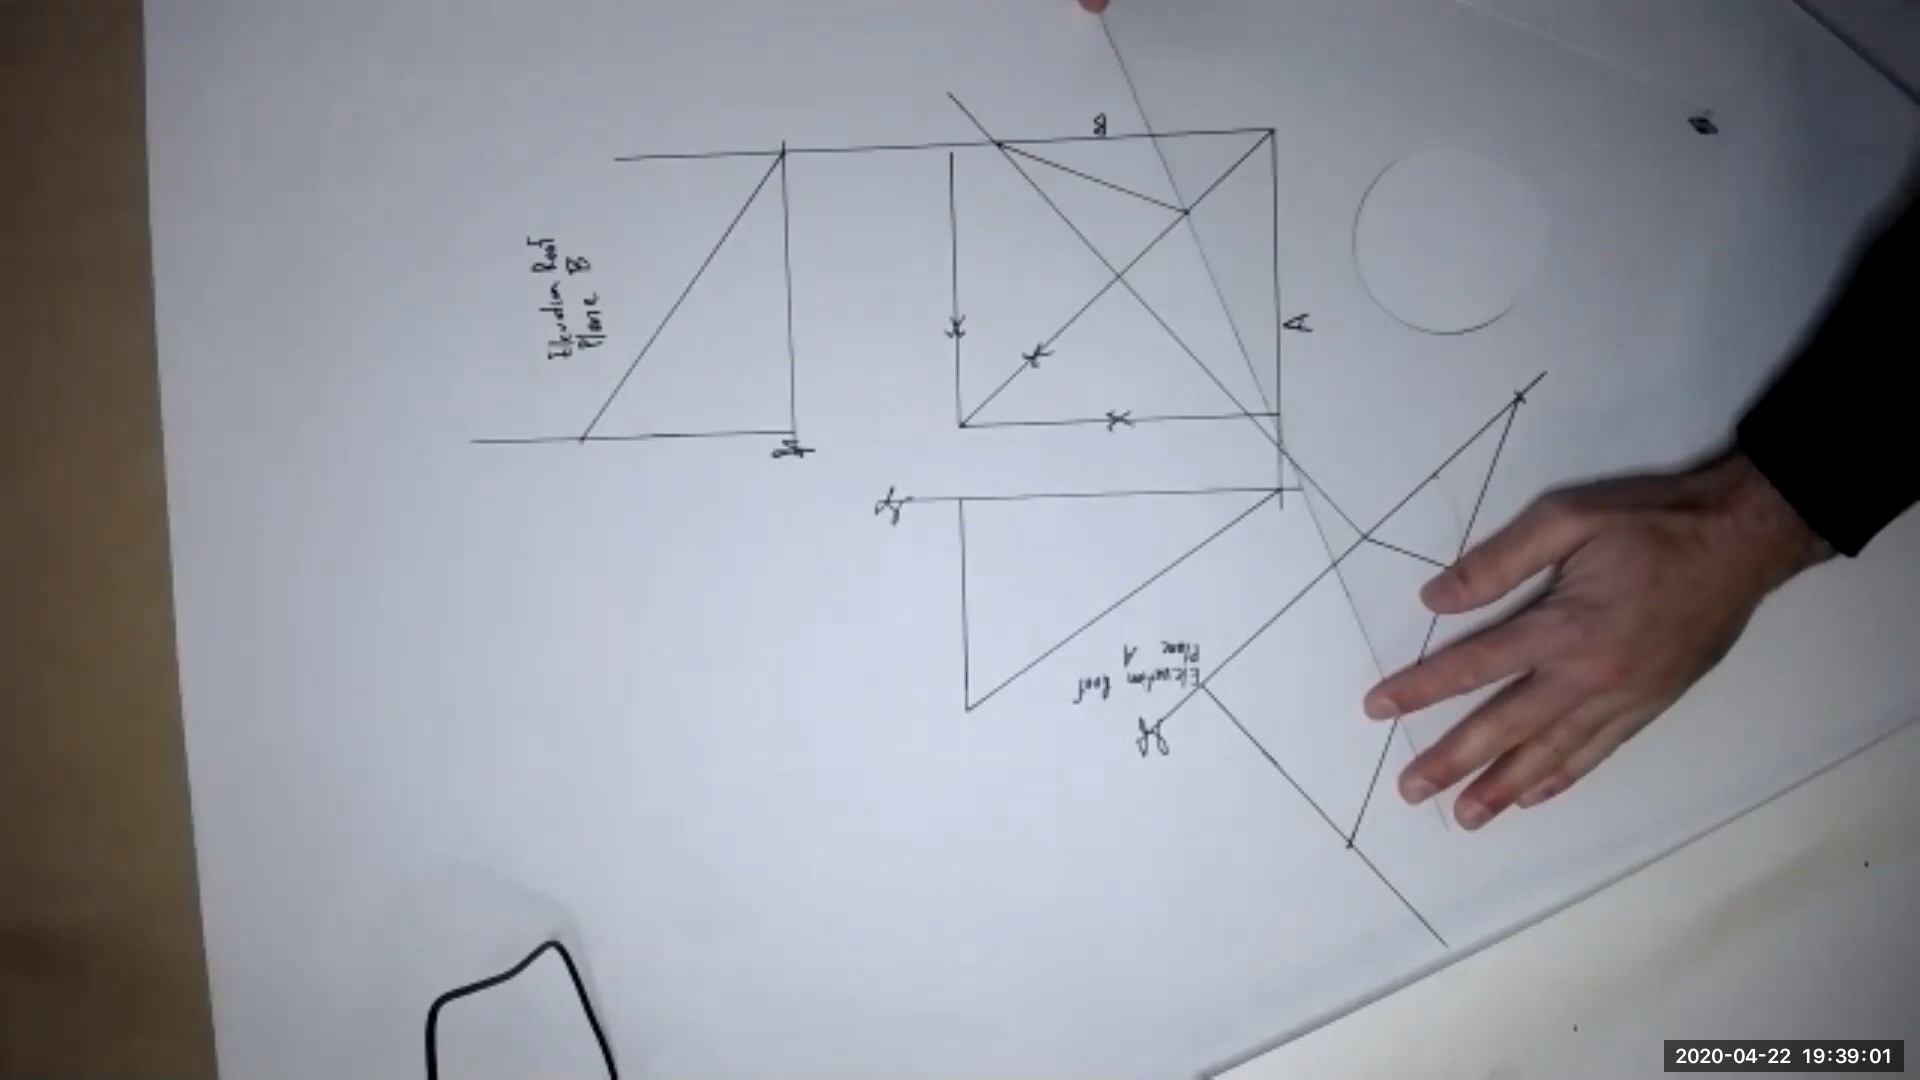 B
A
Elevation Roof
Plane B
Elevation Roof
Plane A
2020-04-22 19:39:01